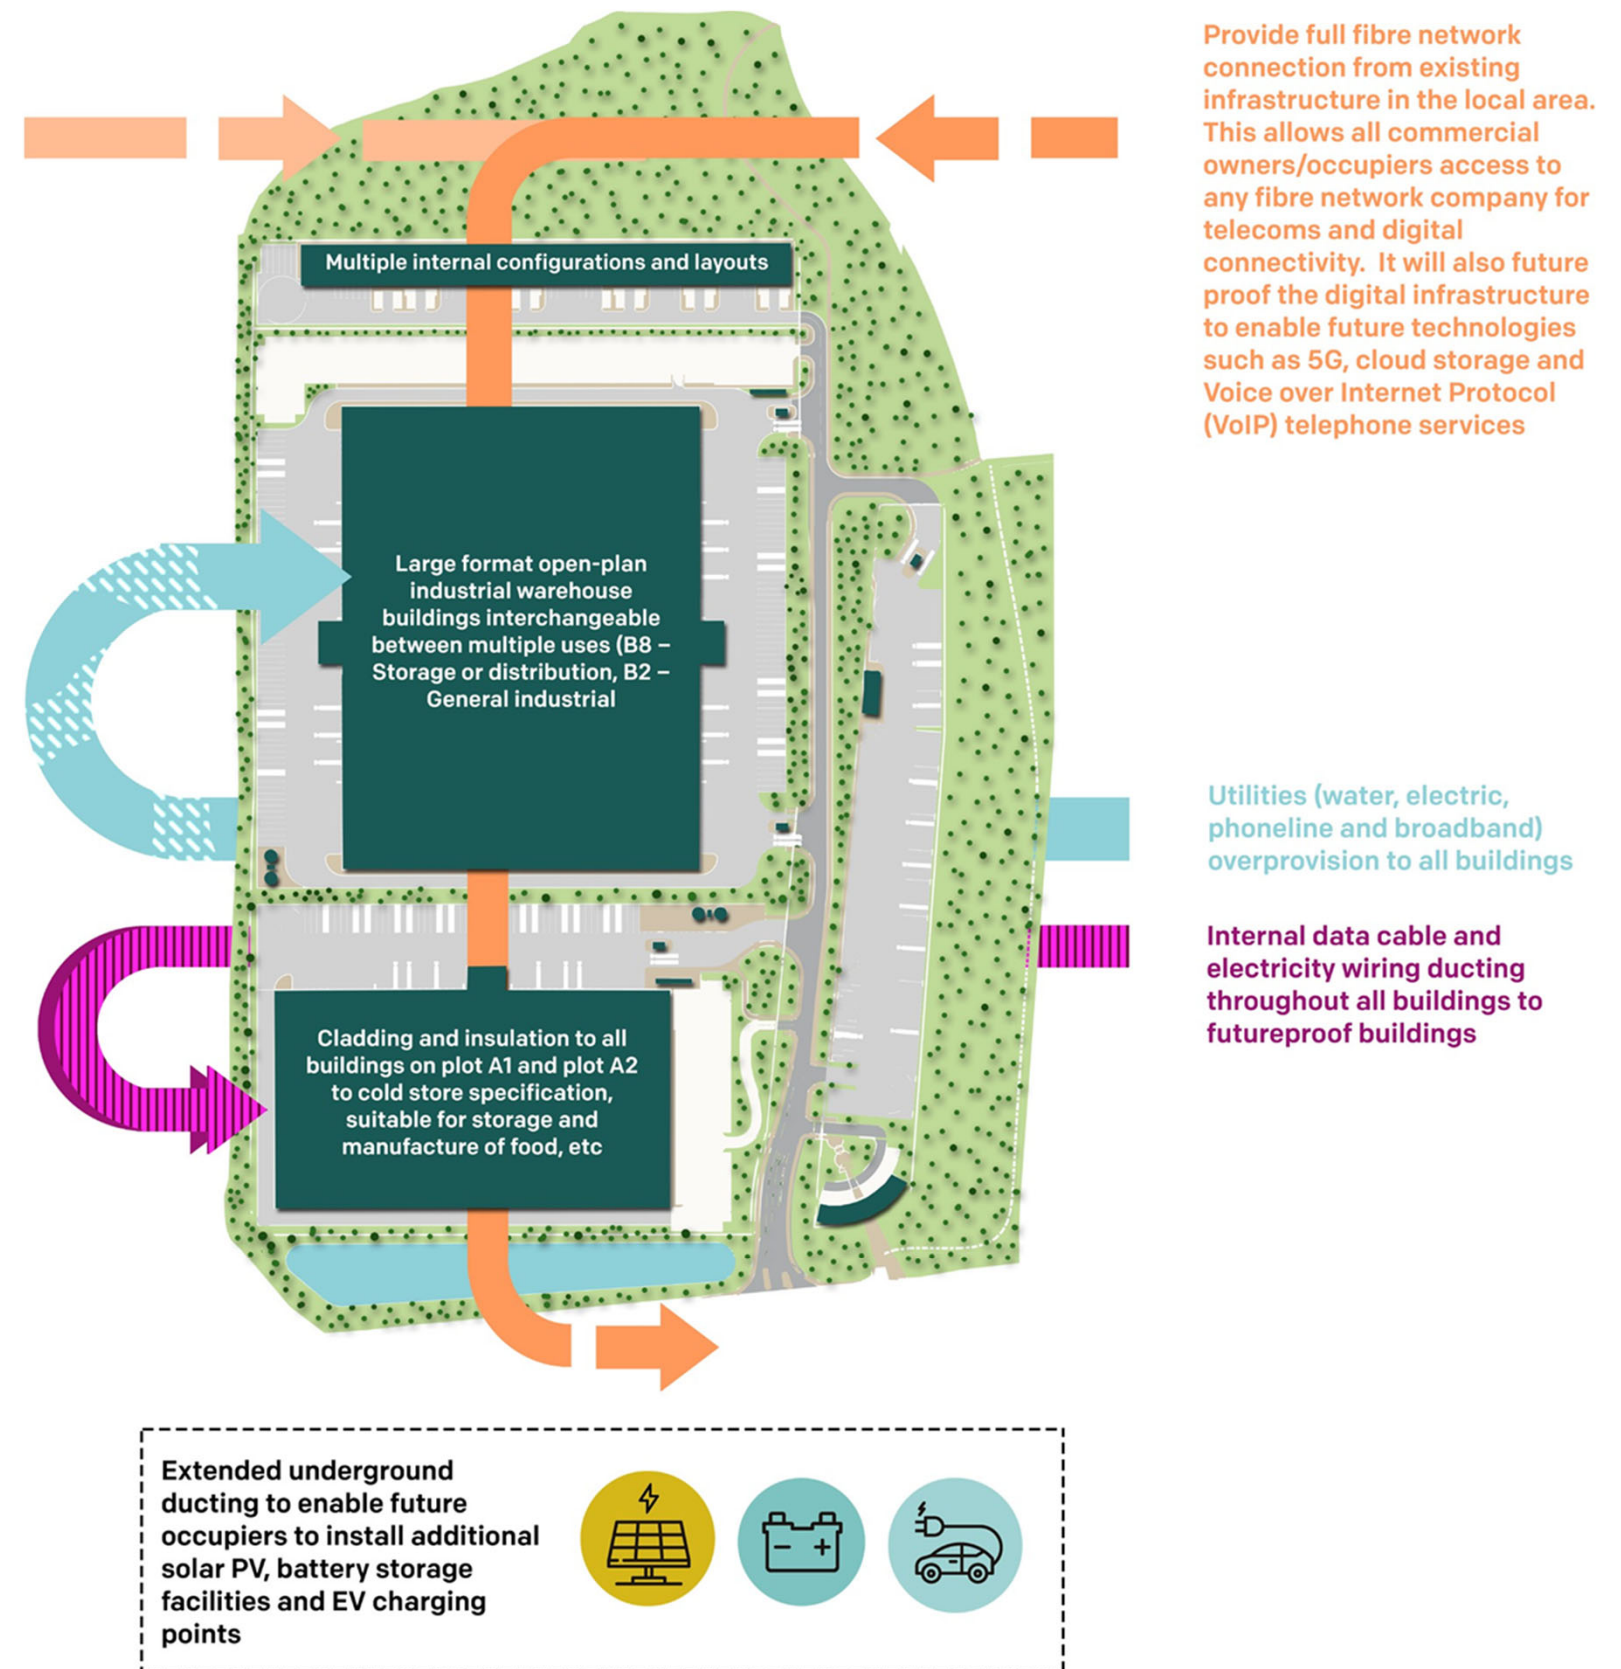 Provide full fibre network
connection from existing
infrastructure in the local area.
This allows all commercial
owners/occupiers access to
any fibre network company for
telecoms and digital
connectivity.  It will also future
proof the digital infrastructure
to enable future technologies
such as 5G, cloud storage and
Voice over Internet Protocol
(VoIP) telephone services
Multiple internal configurations and layouts
Large format open-plan
industrial warehouse
buildings interchangeable
between multiple uses (B8 –
Storage or distribution, B2 –
General industrial
Utilities (water, electric,
phoneline and broadband)
overprovision to all buildings
Internal data cable and
electricity wiring ducting
throughout all buildings to
futureproof buildings
Cladding and insulation to all
buildings on plot A1 and plot A2
to cold store specification,
suitable for storage and
manufacture of food, etc
Extended underground
ducting to enable future
occupiers to install additional
solar PV, battery storage
facilities and EV charging
points